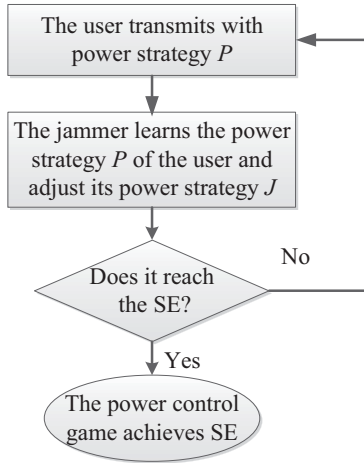 The user transmits with
power strategy P
The jammer learns the power
strategy P of the user and
adjust its power strategy J
Does it reach
the SE?
No
Yes
The power control
game achieves SE